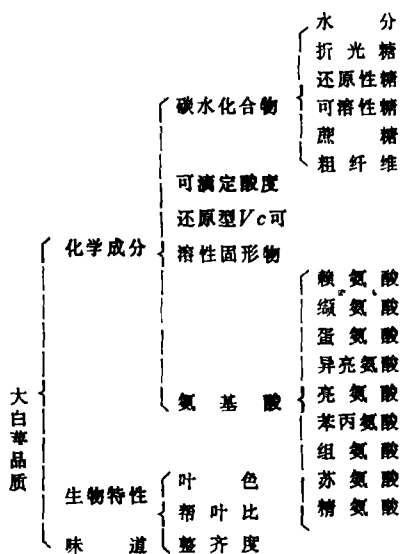 水分
折光糖
还原性糖
可溶性糖
蔗糖
粗纤维
碳水化合物
可滴定酸度
还原型Vc可
溶性固形物
化学成分
赖氨酸
缬氨酸
蛋氨酸
异亮氨酸
亮氨酸
苯丙氨酸
组氨酸
苏氨酸
精氨酸
氨基酸
大白菜品质
生物特性
叶色
帮叶比
整齐度
味道